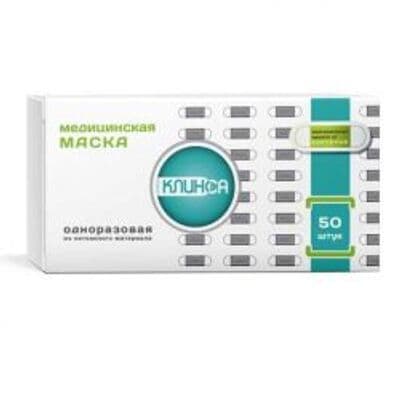 медицинская
МАСКА
КЛИНСА
одноразовая
из нетканого материала
50
штук